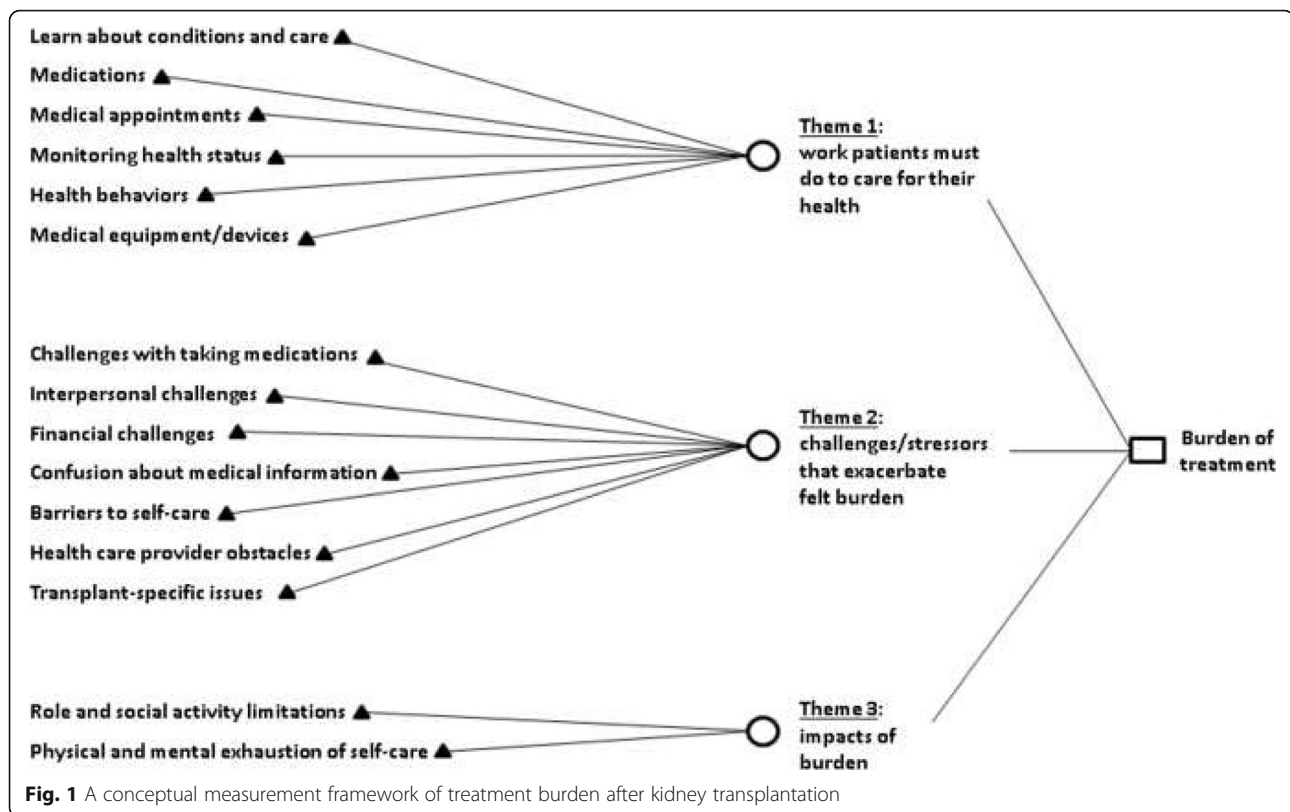 Learn about conditions and care
Medications
Medical appointments
Monitoring health status
Health behaviors
Medical equipment/devices
Theme 1:
work patients must
do to care for their
health
Challenges with taking medications
Interpersonal challenges
Financial challenges
Confusion about medical information
Barriers to self-care
Health care provider obstacles
Transplant-specific issues
Theme 2:
challenges/stressors
that exacerbate
felt burden
Burden of
treatment
Role and social activity limitations
Physical and mental exhaustion of self-care
Theme 3:
impacts of
burden
Fig. 1 A conceptual measurement framework of treatment burden after kidney transplantation